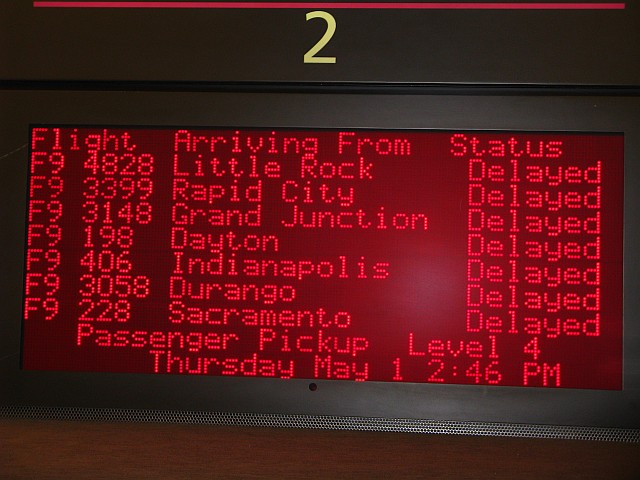 2
Flight Arriving From Status
F9 4828 Little Rock Delayed
F9 3399 Rapid City Delayed
F9 3148 Grand Junction Delayed
F9 198 Dayton Delayed
F9 406 Indianapolis Delayed
F9 3058 Durango Delayed
F9 228 Sacramento Delayed
Passenger Pickup Level 4
Thursday May 1 2:46 PM